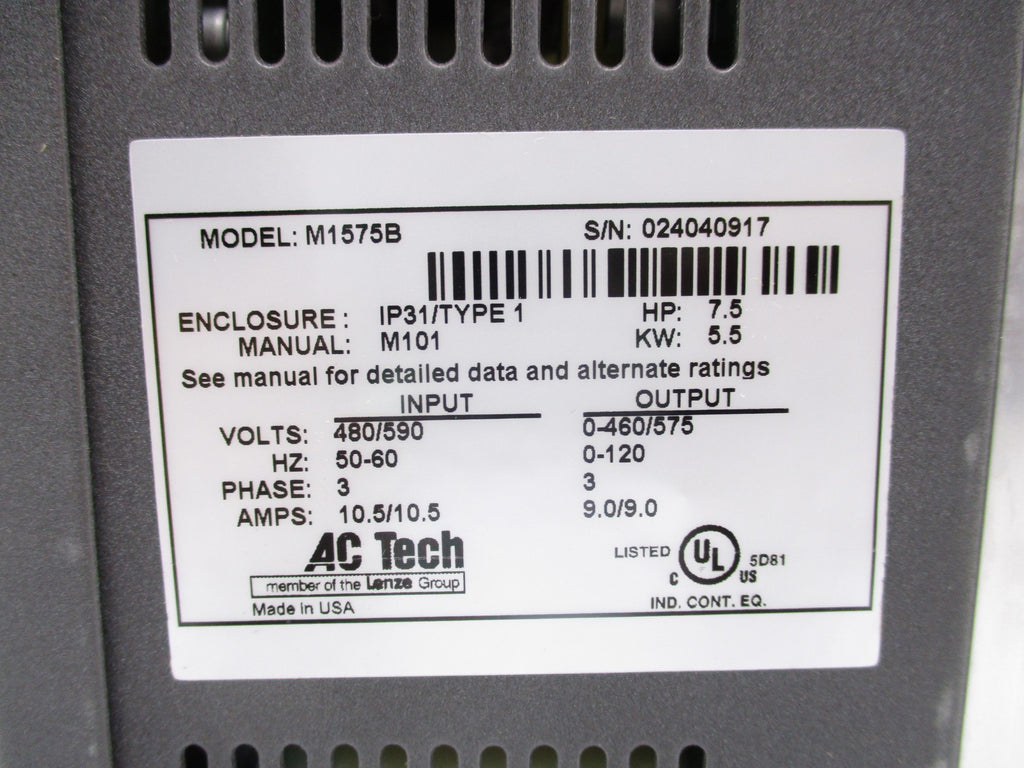 MODEL: M1575B S/N: 024040917
ENCLOSURE : IP31/TYPE 1 HP: 7.5
MANUAL: M101 KW: 5.5
See manual for detailed data and alternate ratings
INPUT OUTPUT
VOLTS: 480/590 0-460/575
HZ: 50-60 0-120
PHASE: 3 3
AMPS: 10.5/10.5 9.0/9.0
AC Tech
member of the Lenze Group
Made in USA
LISTED C UL US 5D81
IND. CONT. EQ.